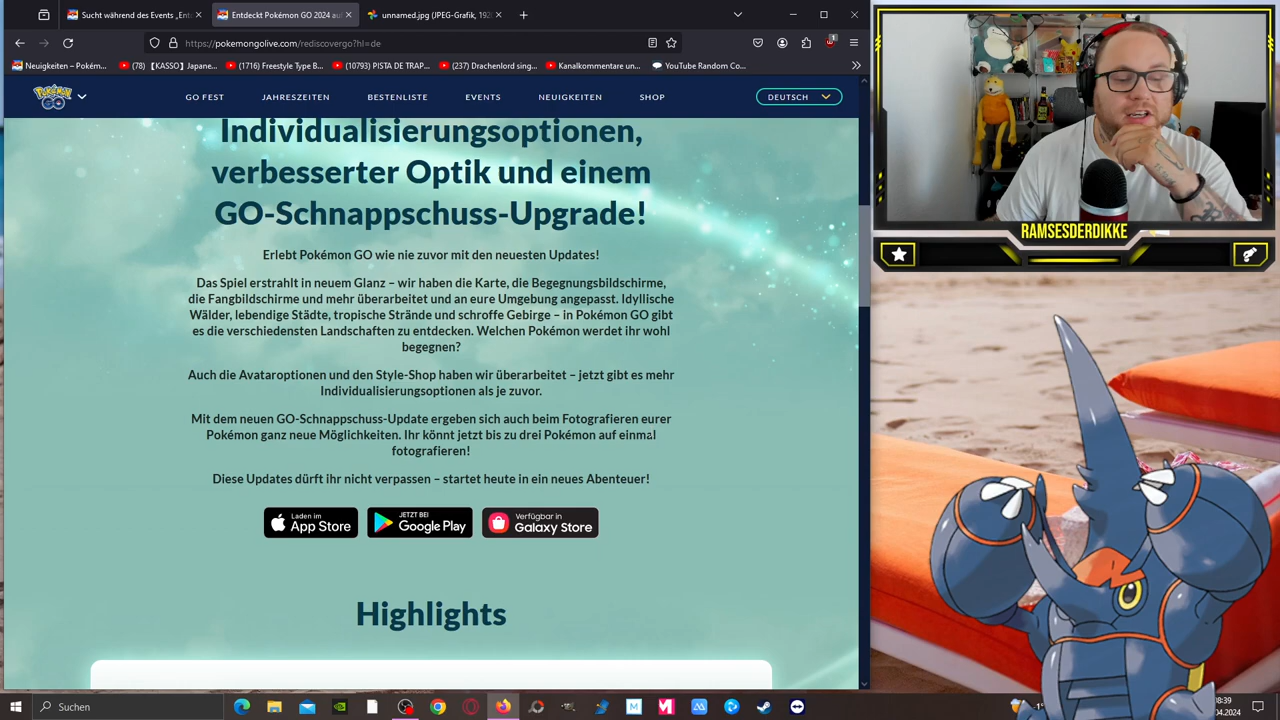 Sucht während des Events „Entd
Entdeckt Pokémon GO 2024 au
unnamed.jpg (JPEG-Grafik, 192
https://pokemongolive.com/rediscovergo?hl=de
1
Neuigkeiten – Pokém...
(78) 【KASSO】Japane...
(1716) Freestyle Type B...
(1079) PISTA DE TRAP...
(237) Drachenlord sing...
Kanalkommentare un...
YouTube Random Co...
POKÉMON GO
GO FEST
JAHRESZEITEN
BESTENLISTE
EVENTS
NEUIGKEITEN
SHOP
DEUTSCH
Individualisierungsoptionen,
verbesserter Optik und einem
GO-Schnappschuss-Upgrade!
Erlebt Pokémon GO wie nie zuvor mit den neuesten Updates!
Das Spiel erstrahlt in neuem Glanz – wir haben die Karte, die Begegnungsbildschirme,
die Fangbildschirme und mehr überarbeitet und an eure Umgebung angepasst. Idyllische
Wälder, lebendige Städte, tropische Strände und schroffe Gebirge – in Pokémon GO gibt
es die verschiedensten Landschaften zu entdecken. Welchen Pokémon werdet ihr wohl
begegnen?
Auch die Avataroptionen und den Style-Shop haben wir überarbeitet – jetzt gibt es mehr
Individualisierungsoptionen als je zuvor.
Mit dem neuen GO-Schnappschuss-Update ergeben sich auch beim Fotografieren eurer
Pokémon ganz neue Möglichkeiten. Ihr könnt jetzt bis zu drei Pokémon auf einmal
fotografieren!
Diese Updates dürft ihr nicht verpassen – startet heute in ein neues Abenteuer!
Laden im
App Store
JETZT BEI
Google Play
Verfügbar in
Galaxy Store
Highlights
RAMSESDERDIKKE
Suchen